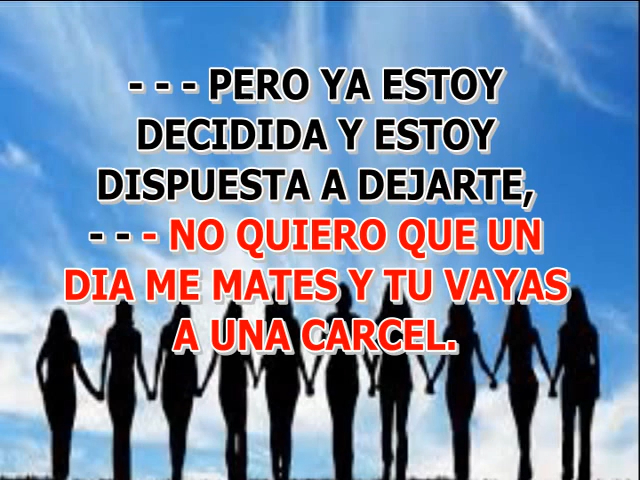 - - - PERO YA ESTOY
DECIDIDA Y ESTOY
DISPUESTA A DEJARTE,
- - - NO QUIERO QUE UN
DIA ME MATES Y TU VAYAS
A UNA CARCEL.